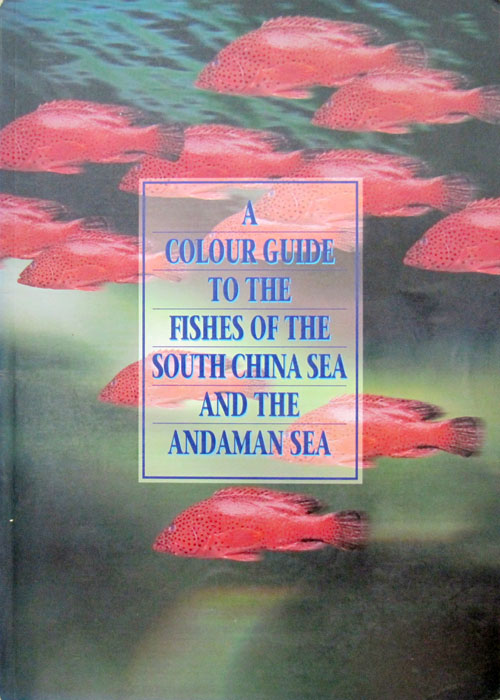 A
COLOUR GUIDE
TO THE
FISHES OF THE
SOUTH CHINA SEA
AND THE
ANDAMAN SEA